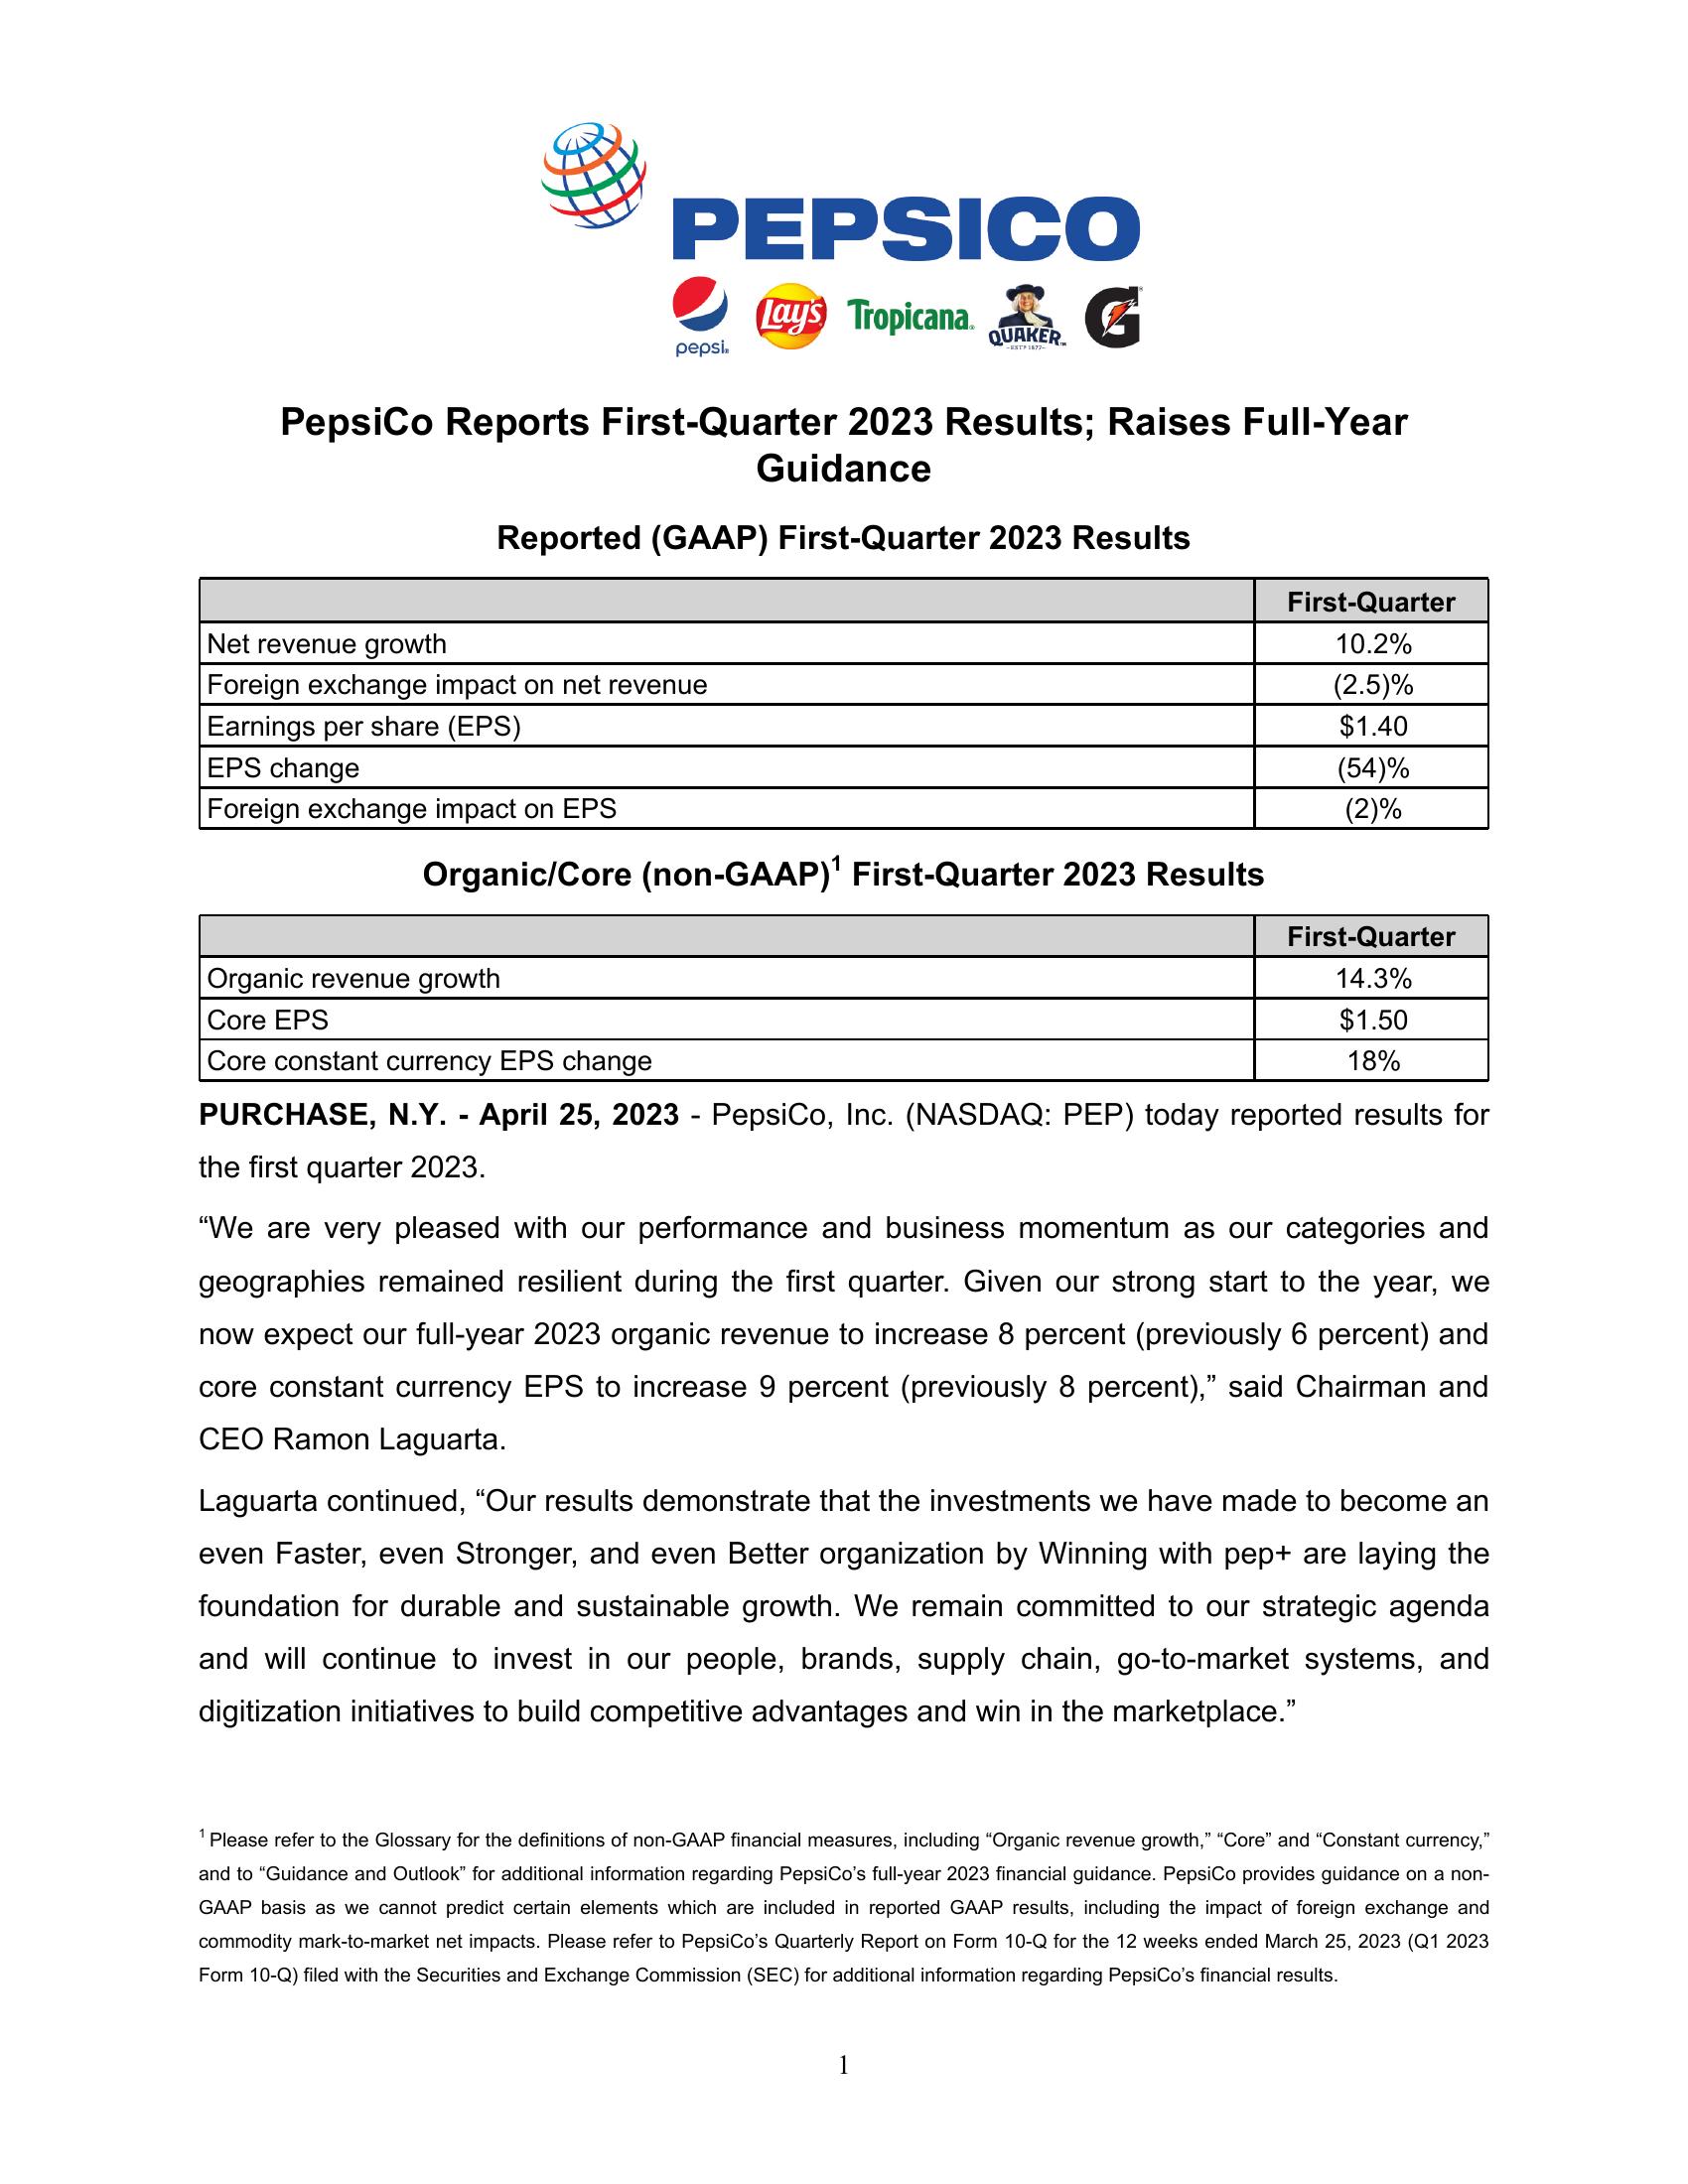 PEPSICO
pepsi®
Lay's
Tropicana®
QUAKER™
-EST'D 1877-
G®
PepsiCo Reports First-Quarter 2023 Results; Raises Full-Year
Guidance
Reported (GAAP) First-Quarter 2023 Results
First-Quarter
Net revenue growth 10.2%
Foreign exchange impact on net revenue (2.5)%
Earnings per share (EPS) $1.40
EPS change (54)%
Foreign exchange impact on EPS (2)%
Organic/Core (non-GAAP)¹ First-Quarter 2023 Results
First-Quarter
Organic revenue growth 14.3%
Core EPS $1.50
Core constant currency EPS change 18%
PURCHASE, N.Y. - April 25, 2023 - PepsiCo, Inc. (NASDAQ: PEP) today reported results for
the first quarter 2023.
“We are very pleased with our performance and business momentum as our categories and
geographies remained resilient during the first quarter. Given our strong start to the year, we
now expect our full-year 2023 organic revenue to increase 8 percent (previously 6 percent) and
core constant currency EPS to increase 9 percent (previously 8 percent),” said Chairman and
CEO Ramon Laguarta.
Laguarta continued, “Our results demonstrate that the investments we have made to become an
even Faster, even Stronger, and even Better organization by Winning with pep+ are laying the
foundation for durable and sustainable growth. We remain committed to our strategic agenda
and will continue to invest in our people, brands, supply chain, go-to-market systems, and
digitization initiatives to build competitive advantages and win in the marketplace.”
¹ Please refer to the Glossary for the definitions of non-GAAP financial measures, including “Organic revenue growth,” “Core” and “Constant currency,”
and to “Guidance and Outlook” for additional information regarding PepsiCo’s full-year 2023 financial guidance. PepsiCo provides guidance on a non-
GAAP basis as we cannot predict certain elements which are included in reported GAAP results, including the impact of foreign exchange and
commodity mark-to-market net impacts. Please refer to PepsiCo’s Quarterly Report on Form 10-Q for the 12 weeks ended March 25, 2023 (Q1 2023
Form 10-Q) filed with the Securities and Exchange Commission (SEC) for additional information regarding PepsiCo’s financial results.
1